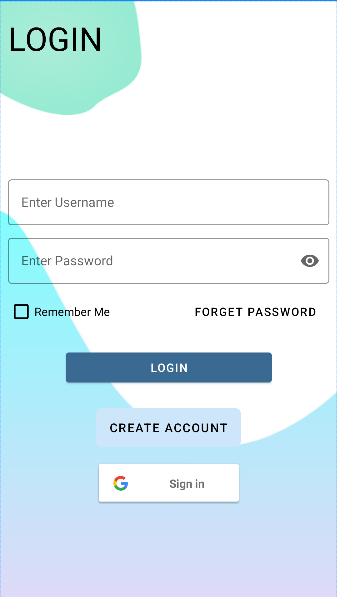 LOGIN
Enter Username
Enter Password
Remember Me
FORGET PASSWORD
LOGIN
CREATE ACCOUNT
Sign in